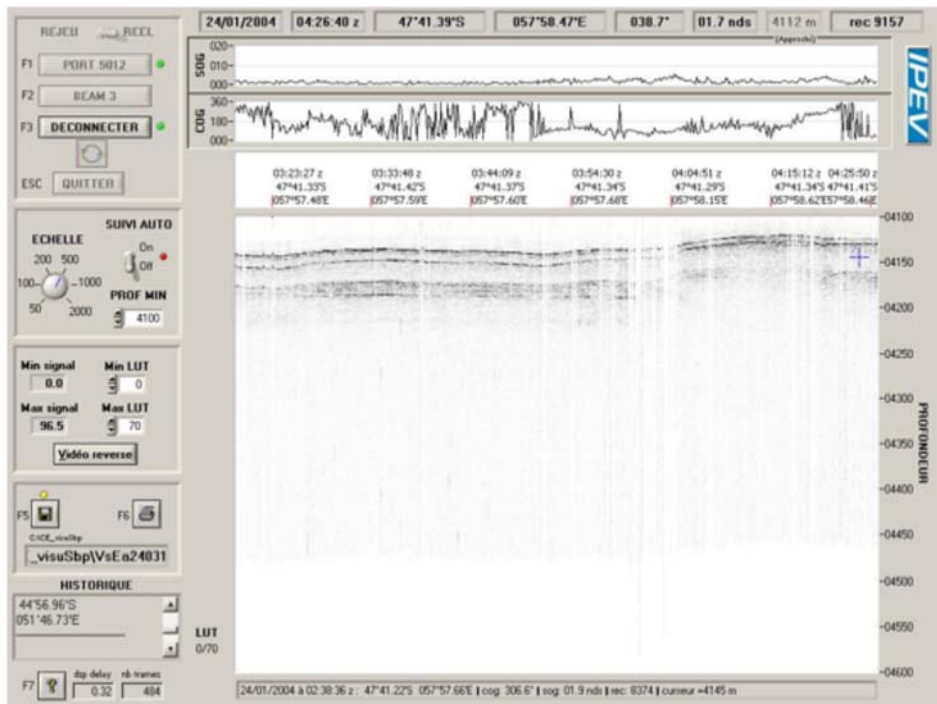 24/01/2004 04:26:40 z 47°41.39'S 057°58.47'E 038.7° 01.7 nds 4112 m rec 9157
(Approché)
REJEU REEL
F1 PORT 5012
F2 BEAM 3
F3 DECONNECTER
ESC QUITTER
SOG
020-
010-
000-
COG
360
180
000
IPEV
03:23:27 z 03:33:48 z 03:44:09 z 03:54:30 z 04:04:51 z 04:15:12 z 04:25:50 z
47°41.33'S 47°41.42'S 47°41.37'S 47°41.34'S 47°41.29'S 47°41.34'S 47°41.41'S
057°57.48'E 057°57.59'E 057°57.60'E 057°57.68'E 058°58.15'E 057°58.62'E 57°58.46'E
SUIVI AUTO
ECHELLE
On
Off
200 500
100- -1000
50 2000
PROF MIN
4100
Min signal Min LUT
0.0 0
Max signal Max LUT
96.5 70
Vidéo reverse
F5 F6
_visuSbp\VsEa24031
HISTORIQUE
44°56.96'S
051°46.73'E
F7 ? dsp delay nb trames
0.32 484
LUT
0/70
-04100
-04150
-04200
-04250
-04300
-04350
-04400
-04450
-04500
-04550
-04600
PROFONDEUR
24/01/2004 à 02:38:36 z : 47°41.22'S 057°57.66'E | cog: 306.6° | sog: 01.9 nds | rec: 8374 | curseur =4145 m